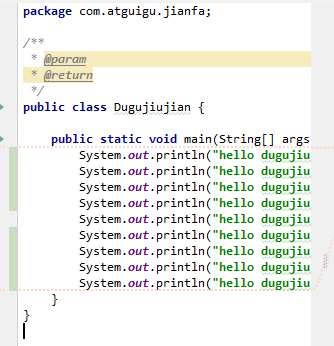 package com.atguigu.jianfa;
/**
 * @param
 * @return
 */
public class Dugujiujian {
public static void main(String[] args
System.out.println("hello dugujiu
System.out.println("hello dugujiu
System.out.println("hello dugujiu
System.out.println("hello dugujiu
System.out.println("hello dugujiu
System.out.println("hello dugujiu
System.out.println("hello dugujiu
System.out.println("hello dugujiu
System.out.println("hello dugujiu
}
}